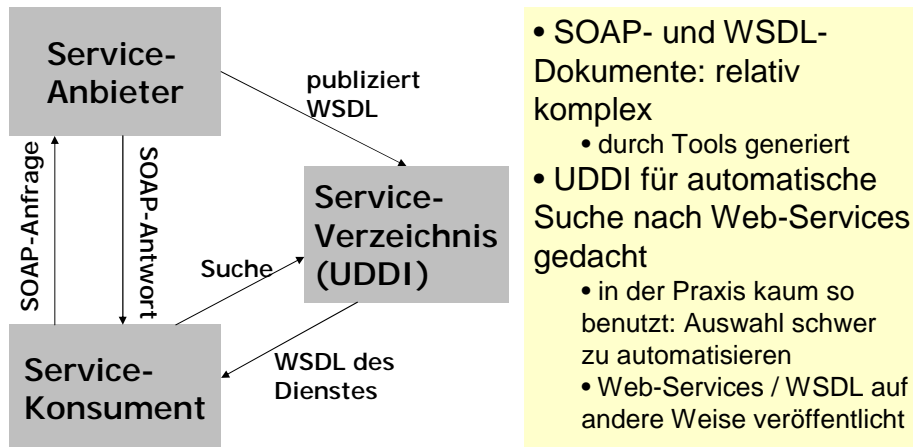 Service-
Anbieter
publiziert
WSDL
SOAP-Anfrage
SOAP-Antwort
Service-
Verzeichnis
(UDDI)
Suche
WSDL des
Dienstes
Service-
Konsument
• SOAP- und WSDL-
Dokumente: relativ
komplex
• durch Tools generiert
• UDDI für automatische
Suche nach Web-Services
gedacht
• in der Praxis kaum so
benutzt: Auswahl schwer
zu automatisieren
• Web-Services / WSDL auf
andere Weise veröffentlicht